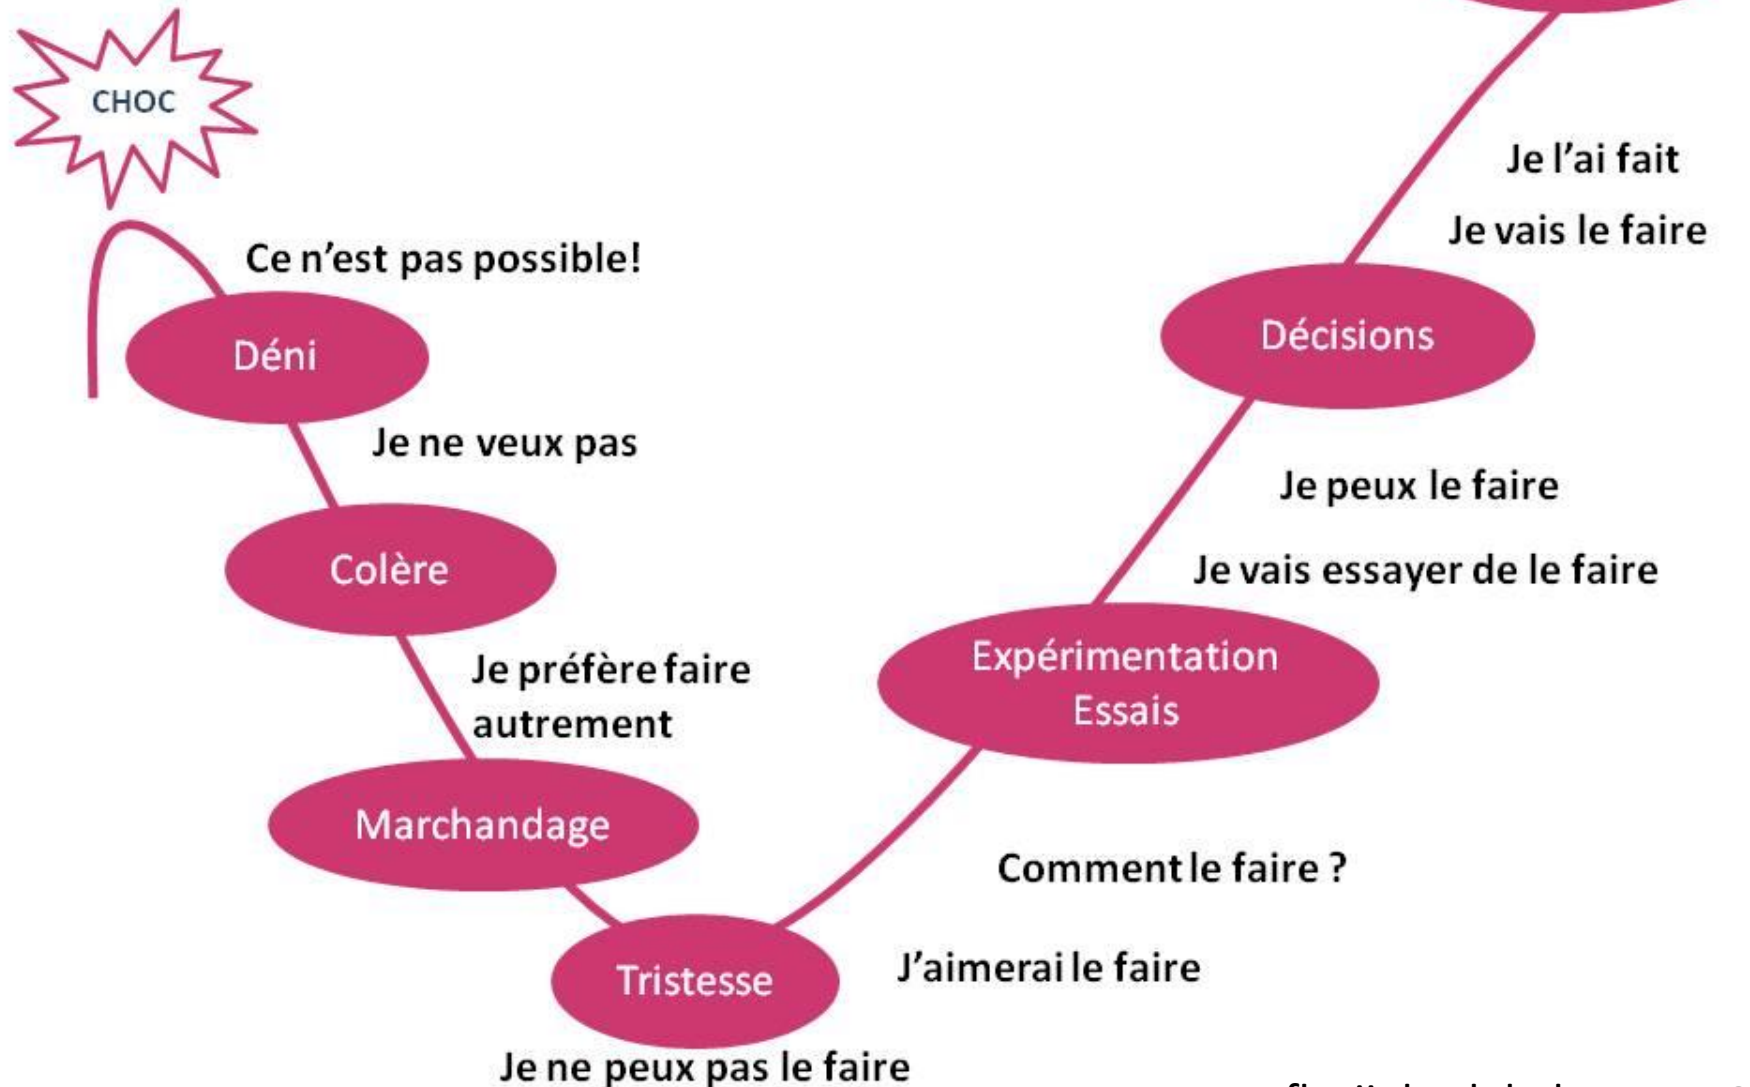 CHOC
Ce n’est pas possible!
Déni
Je ne veux pas
Colère
Je préfère faire
autrement
Marchandage
Tristesse
Je ne peux pas le faire
J’aimerai le faire
Comment le faire ?
Expérimentation
Essais
Je vais essayer de le faire
Je peux le faire
Décisions
Je vais le faire
Je l’ai fait